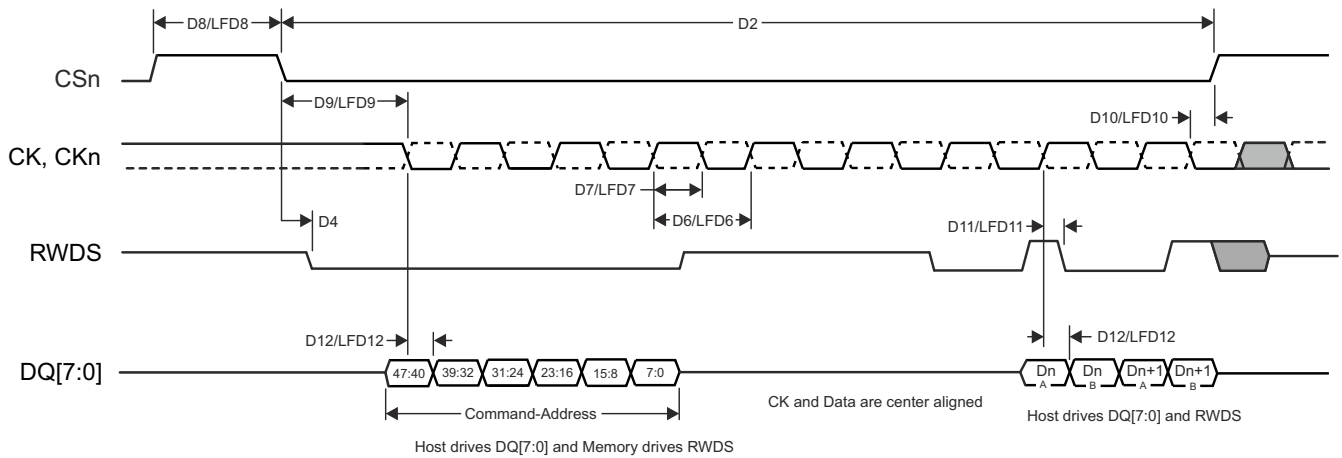 D8/LFD8
D2
CSn
D9/LFD9
D10/LFD10
CK, CKn
D7/LFD7
D4
D6/LFD6
D11/LFD11
RWDS
D12/LFD12
D12/LFD12
DQ[7:0]
47:40 39:32 31:24 23:16 15:8 7:0
Dn A Dn B Dn+1 A Dn+1 B
Command-Address
CK and Data are center aligned
Host drives DQ[7:0] and RWDS
Host drives DQ[7:0] and Memory drives RWDS